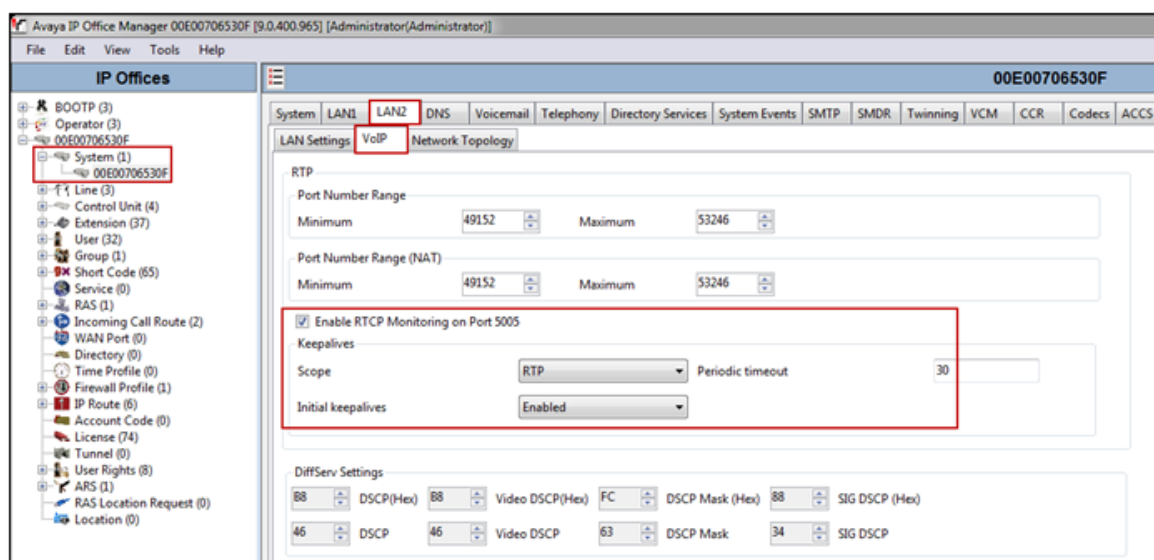 Avaya IP Office Manager 00E00706530F [9.0.400.965] [Administrator(Administrator)]
File Edit View Tools Help
IP Offices
BOOTP (3)
Operator (3)
00E00706530F
System (1)
00E00706530F
Line (3)
Control Unit (4)
Extension (37)
User (32)
Group (1)
Short Code (65)
Service (0)
RAS (1)
Incoming Call Route (2)
WAN Port (0)
Directory (0)
Time Profile (0)
Firewall Profile (1)
IP Route (6)
Account Code (0)
License (74)
Tunnel (0)
User Rights (8)
ARS (1)
RAS Location Request (0)
Location (0)
00E00706530F
System LAN1 LAN2 DNS Voicemail Telephony Directory Services System Events SMTP SMDR Twinning VCM CCR Codecs ACCS
LAN Settings VoIP Network Topology
RTP
Port Number Range
Minimum 49152 Maximum 53246
Port Number Range (NAT)
Minimum 49152 Maximum 53246
Enable RTCP Monitoring on Port 5005
Keepalives
Scope RTP Periodic timeout 30
Initial keepalives Enabled
DiffServ Settings
B8 DSCP(Hex) B8 Video DSCP(Hex) FC DSCP Mask (Hex) 88 SIG DSCP (Hex)
46 DSCP 46 Video DSCP 63 DSCP Mask 34 SIG DSCP